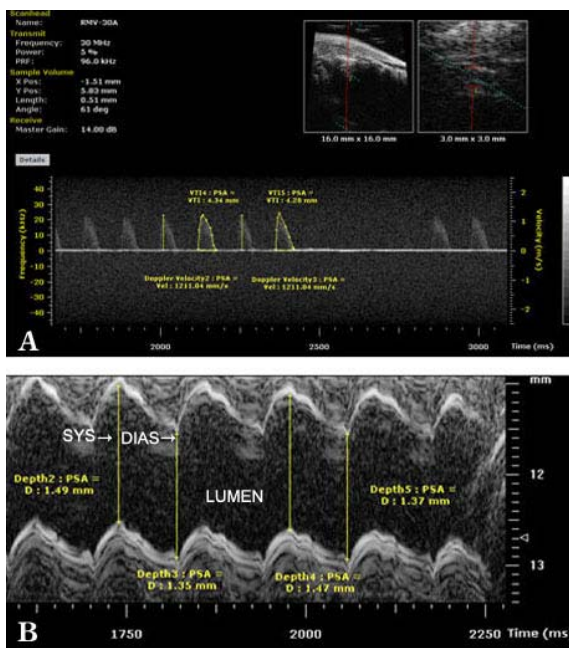 Scanhead
Name: RMV-30A
Transmit
Frequency: 30 MHz
Power: 5 %
PRF: 96.0 kHz
Sample Volume
X Pos: -1.51 mm
Y Pos: 5.83 mm
Length: 0.51 mm
Angle: 61 deg
Receive
Master Gain: 14.00 dB
16.0 mm x 16.0 mm
3.0 mm x 3.0 mm
Details
VTI4 : PSA =
VTI : 4.34 mm
VTI5 : PSA =
VTI : 4.28 mm
Frequency (kHz)
40
30
20
10
0
-10
-20
-30
-40
2
1
0
-1
-2
Velocity (m/s)
Doppler Velocity2 : PSA =
Vel : 1211.04 mm/s
Doppler Velocity3 : PSA =
Vel : 1211.04 mm/s
A
2000
2500
3000
Time (ms)
mm
SYS→
DIAS→
Depth2 : PSA =
D : 1.49 mm
LUMEN
Depth5 : PSA =
D : 1.37 mm
12
Depth3 : PSA =
D : 1.35 mm
Depth4 : PSA =
D : 1.47 mm
13
B
1750
2000
2250
Time (ms)